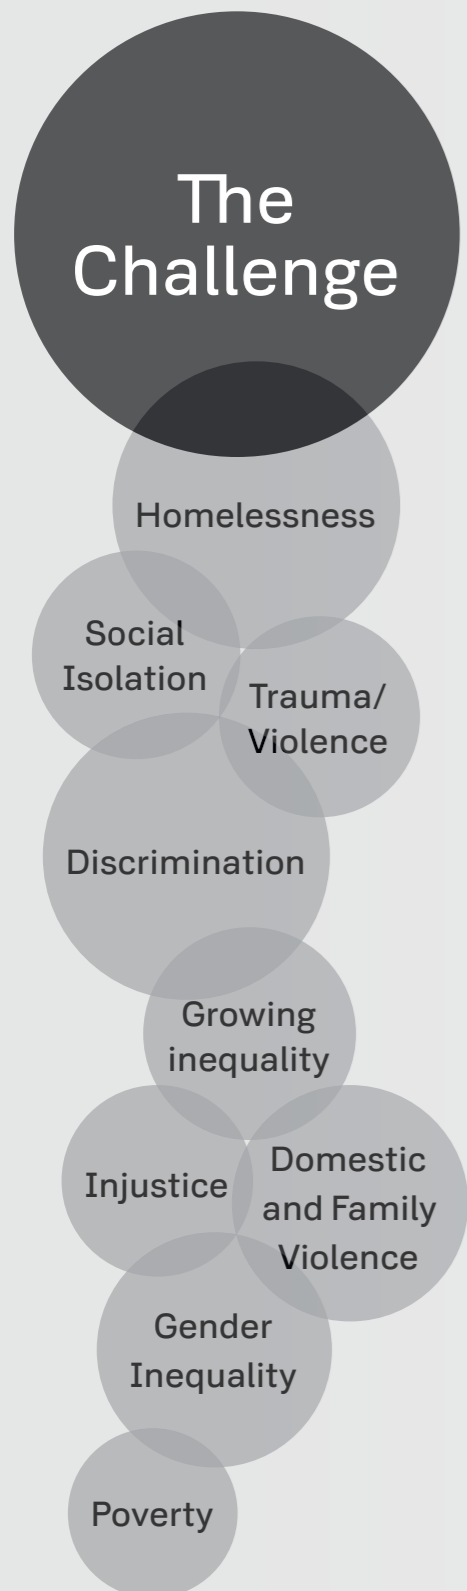 The
Challenge
Homelessness
Social
Isolation
Trauma/
Violence
Discrimination
Growing
inequality
Injustice
Domestic
and Family
Violence
Gender
Inequality
Poverty